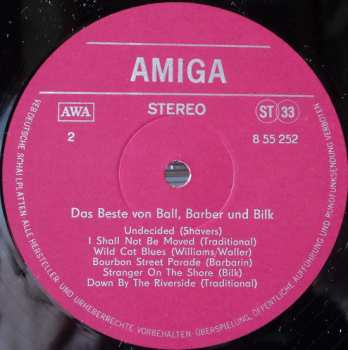 AMIGA
AWA
STEREO
ST 33
2
8 55 252
Das Beste von Ball, Barber und Bilk
Undecided (Shavers)
I Shall Not Be Moved (Traditional)
Wild Cat Blues (Williams/Waller)
Bourbon Street Parade (Barbarin)
Stranger On The Shore (Bilk)
Down By The Riverside (Traditional)
VEB DEUTSCHE SCHALLPLATTEN ALLE HERSTELLER- UND URHEBERRECHTE VORBEHALTEN · ÜBERSPIELUNG, ÖFFENTLICHE AUFFÜHRUNG UND RUNDFUNKSENDUNG VERBOTEN